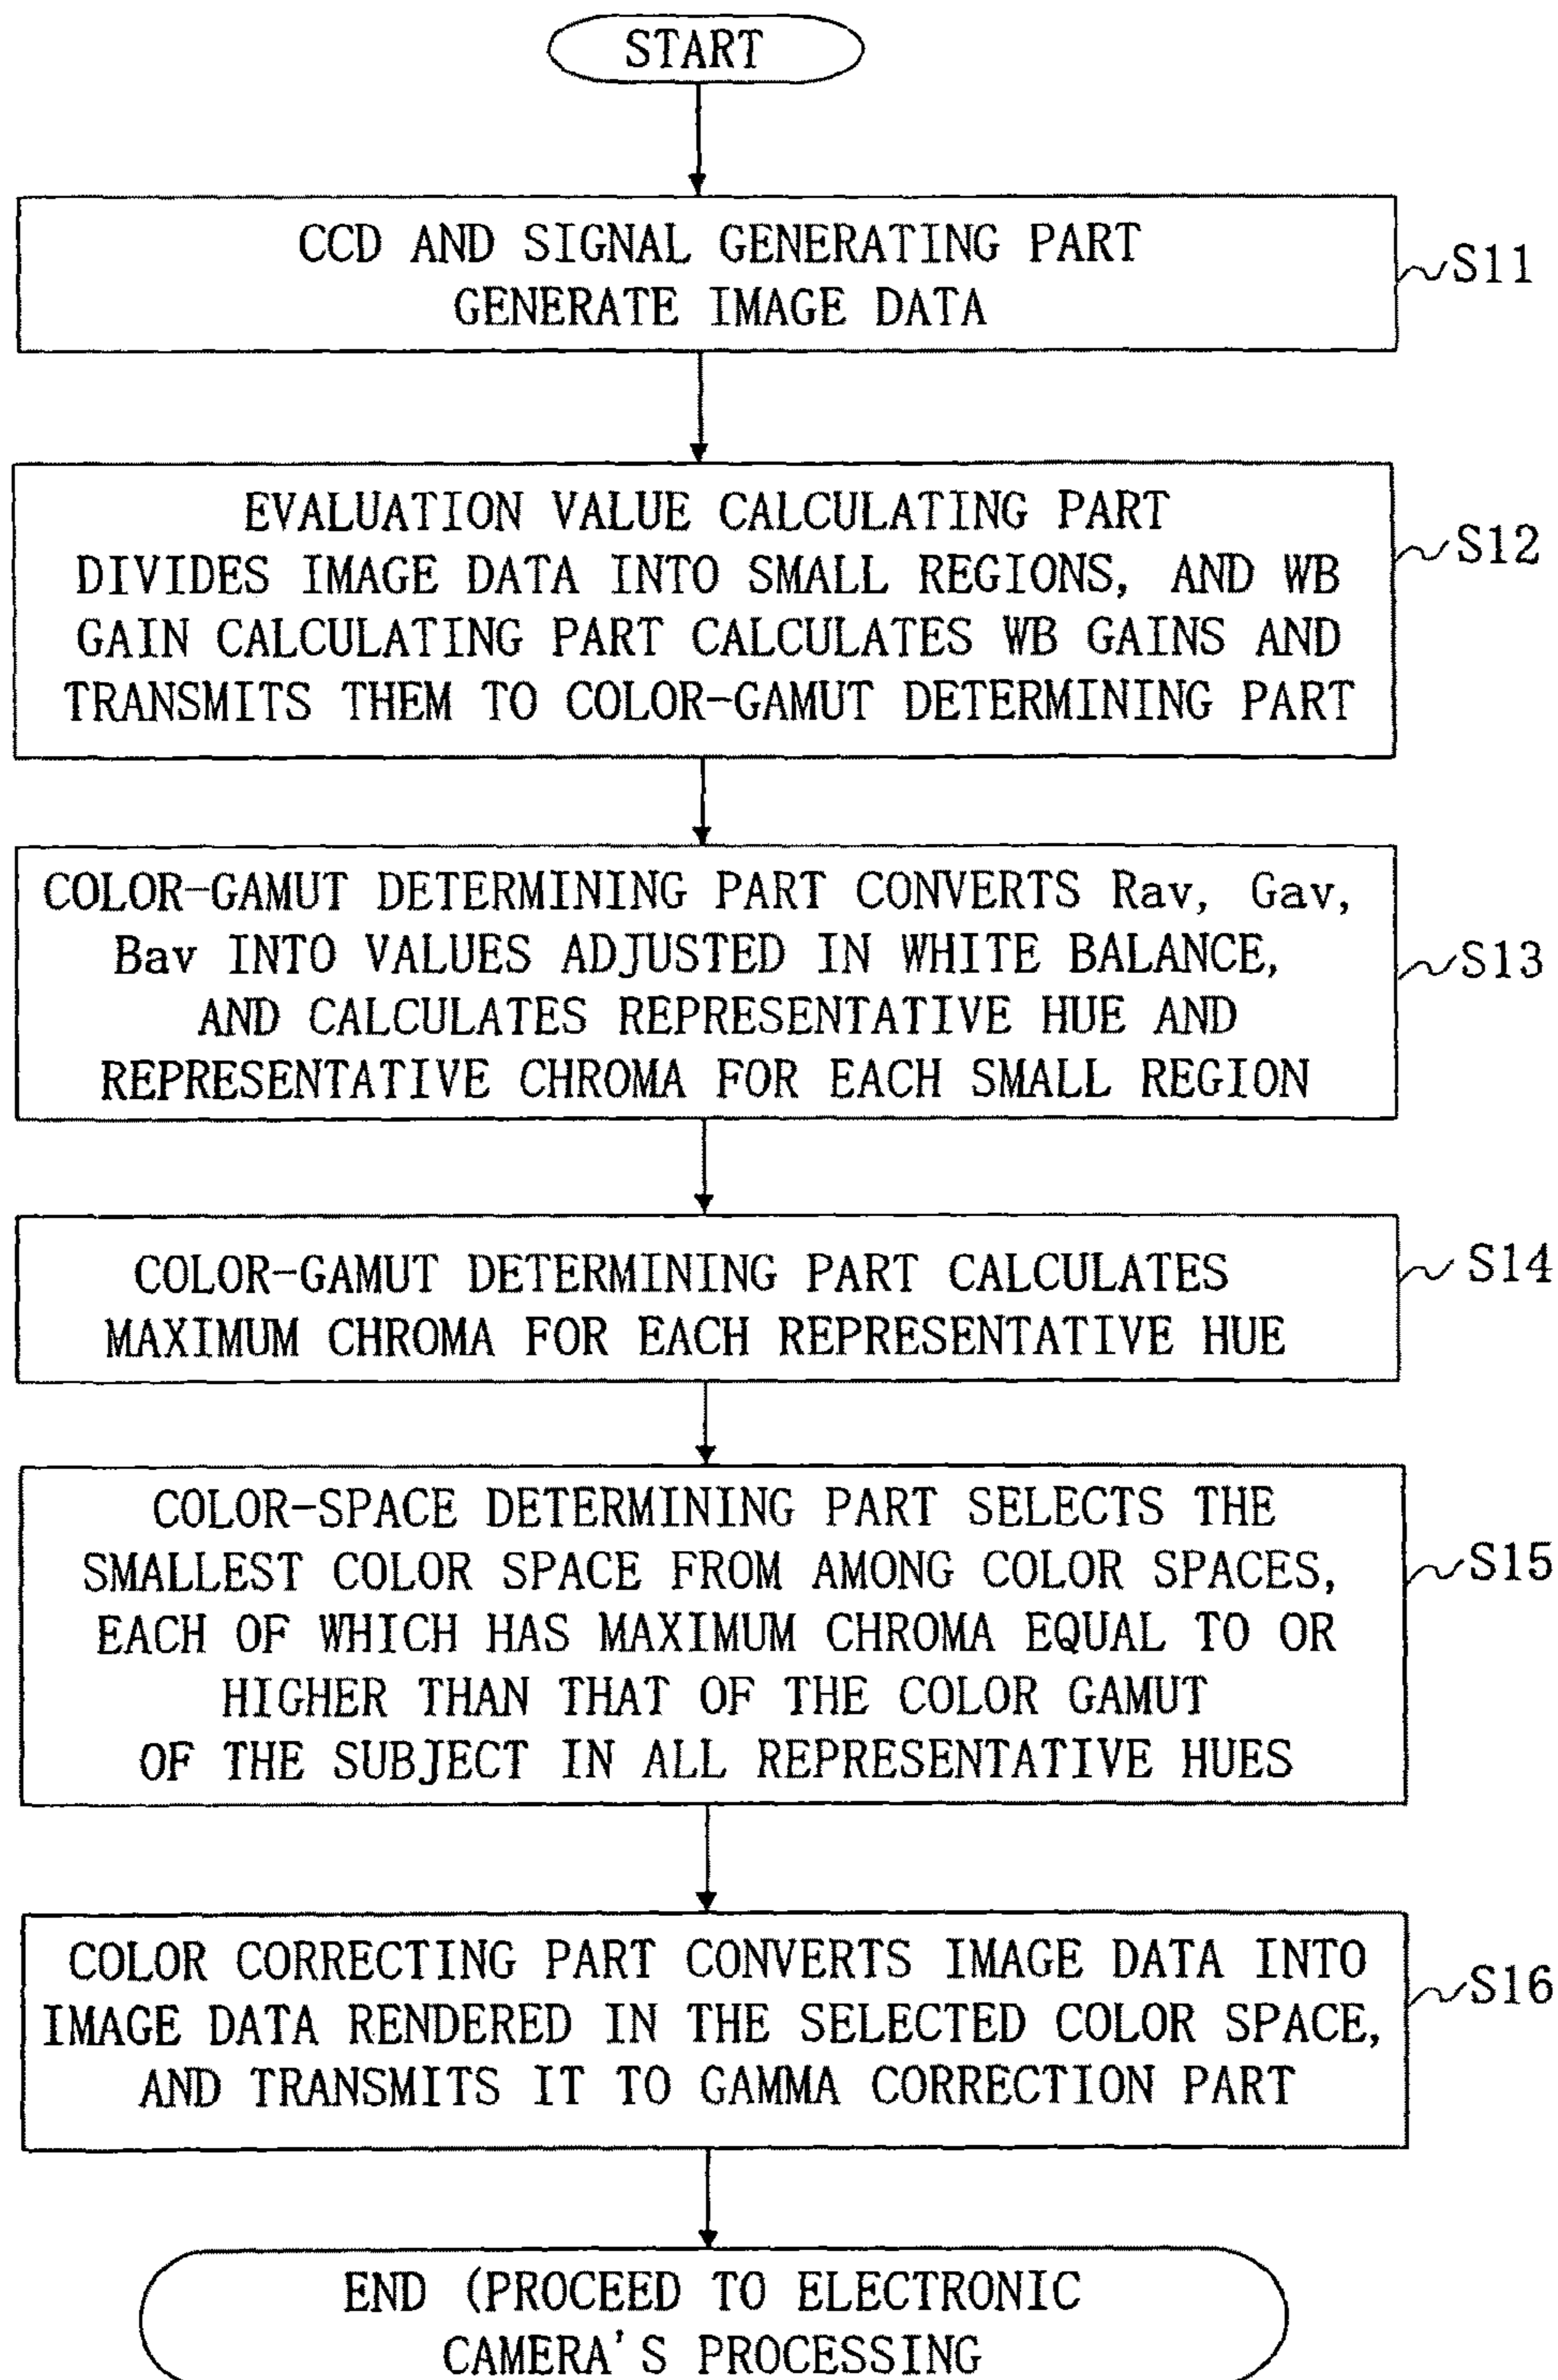 START
CCD AND SIGNAL GENERATING PART
GENERATE IMAGE DATA
S11
EVALUATION VALUE CALCULATING PART
DIVIDES IMAGE DATA INTO SMALL REGIONS, AND WB
GAIN CALCULATING PART CALCULATES WB GAINS AND
TRANSMITS THEM TO COLOR-GAMUT DETERMINING PART
S12
COLOR-GAMUT DETERMINING PART CONVERTS Rav, Gav,
Bav INTO VALUES ADJUSTED IN WHITE BALANCE,
AND CALCULATES REPRESENTATIVE HUE AND
REPRESENTATIVE CHROMA FOR EACH SMALL REGION
S13
COLOR-GAMUT DETERMINING PART CALCULATES
MAXIMUM CHROMA FOR EACH REPRESENTATIVE HUE
S14
COLOR-SPACE DETERMINING PART SELECTS THE
SMALLEST COLOR SPACE FROM AMONG COLOR SPACES,
EACH OF WHICH HAS MAXIMUM CHROMA EQUAL TO OR
HIGHER THAN THAT OF THE COLOR GAMUT
OF THE SUBJECT IN ALL REPRESENTATIVE HUES
S15
COLOR CORRECTING PART CONVERTS IMAGE DATA INTO
IMAGE DATA RENDERED IN THE SELECTED COLOR SPACE,
AND TRANSMITS IT TO GAMMA CORRECTION PART
S16
END (PROCEED TO ELECTRONIC
CAMERA'S PROCESSING